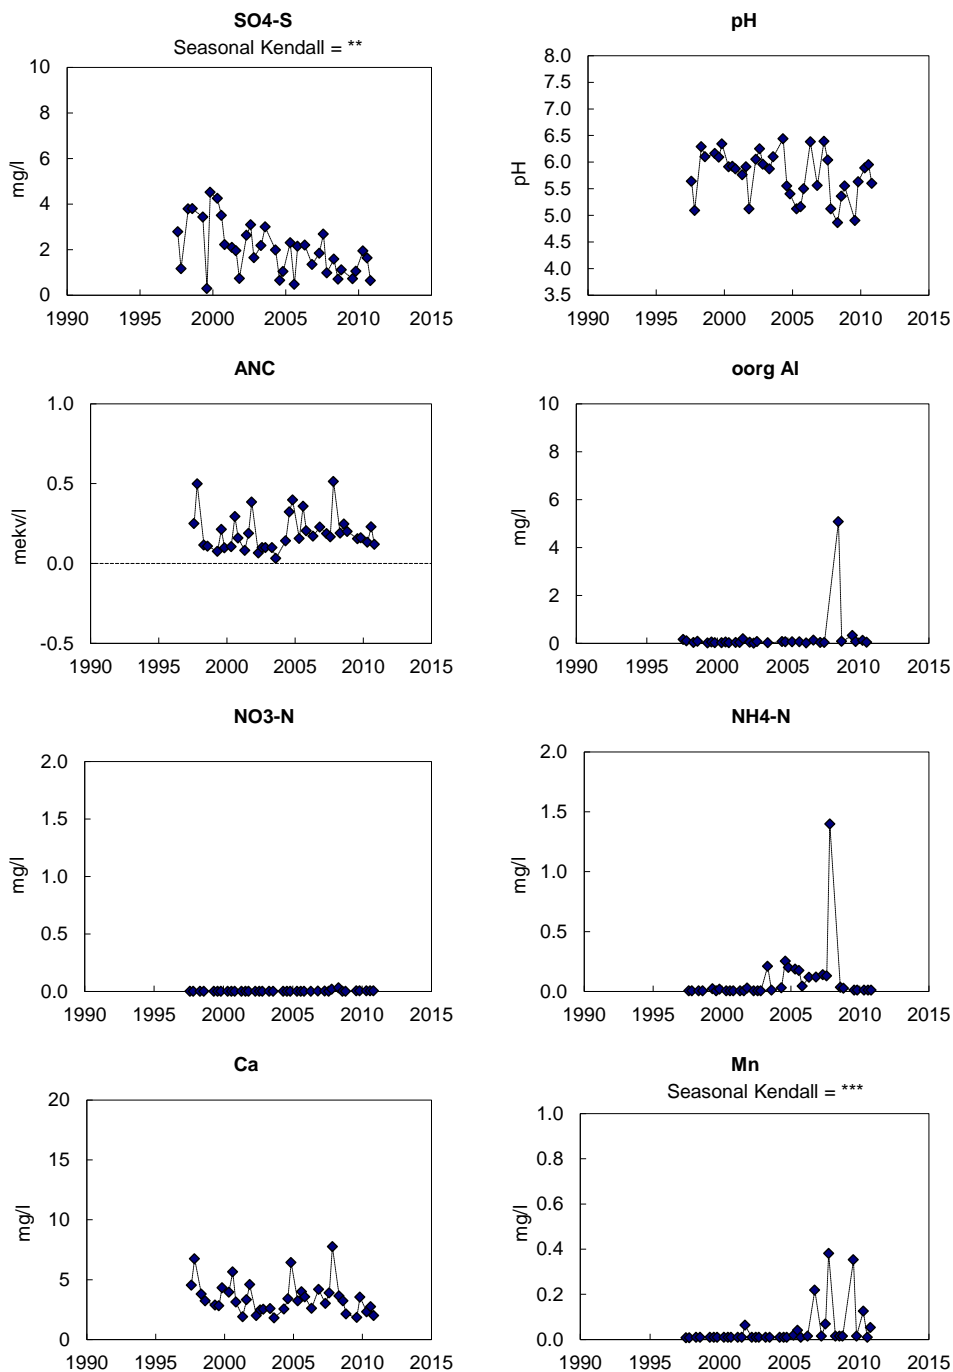 SO4-S
Seasonal Kendall = **
10
8
6
4
2
0
mg/l
1990 1995 2000 2005 2010 2015
pH
8.0
7.5
7.0
6.5
6.0
5.5
5.0
4.5
4.0
3.5
pH
1990 1995 2000 2005 2010 2015
ANC
1.0
0.5
0.0
-0.5
mekv/l
1990 1995 2000 2005 2010 2015
oorg Al
10
8
6
4
2
0
mg/l
1990 1995 2000 2005 2010 2015
NO3-N
2.0
1.5
1.0
0.5
0.0
mg/l
1990 1995 2000 2005 2010 2015
NH4-N
2.0
1.5
1.0
0.5
0.0
mg/l
1990 1995 2000 2005 2010 2015
Ca
20
15
10
5
0
mg/l
1990 1995 2000 2005 2010 2015
Mn
Seasonal Kendall = ***
1.0
0.8
0.6
0.4
0.2
0.0
mg/l
1990 1995 2000 2005 2010 2015